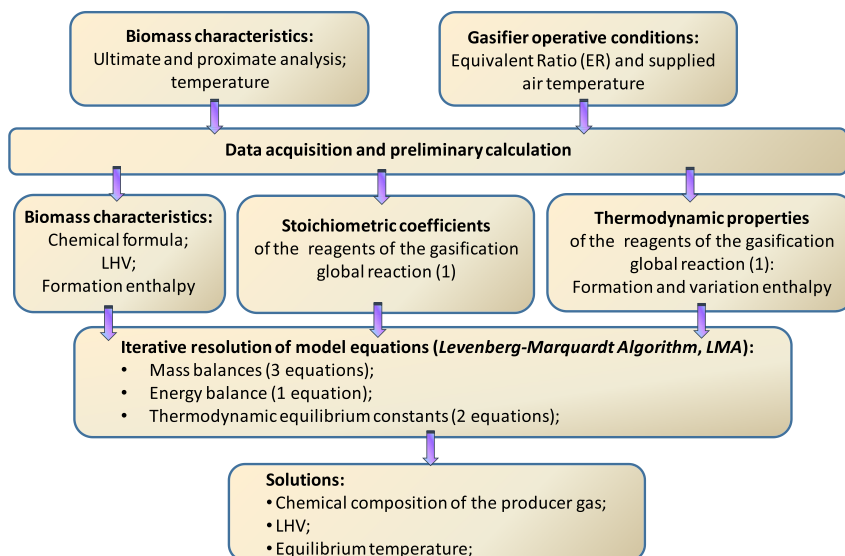 Biomass characteristics:
Ultimate and proximate analysis;
temperature
Gasifier operative conditions:
Equivalent Ratio (ER) and supplied
air temperature
Data acquisition and preliminary calculation
Biomass characteristics:
Chemical formula;
LHV;
Formation enthalpy
Stoichiometric coefficients
of the reagents of the gasification
global reaction (1)
Thermodynamic properties
of the reagents of the gasification
global reaction (1):
Formation and variation enthalpy
Iterative resolution of model equations (Levenberg-Marquardt Algorithm, LMA):
• Mass balances (3 equations);
• Energy balance (1 equation);
• Thermodynamic equilibrium constants (2 equations);
Solutions:
• Chemical composition of the producer gas;
• LHV;
• Equilibrium temperature;